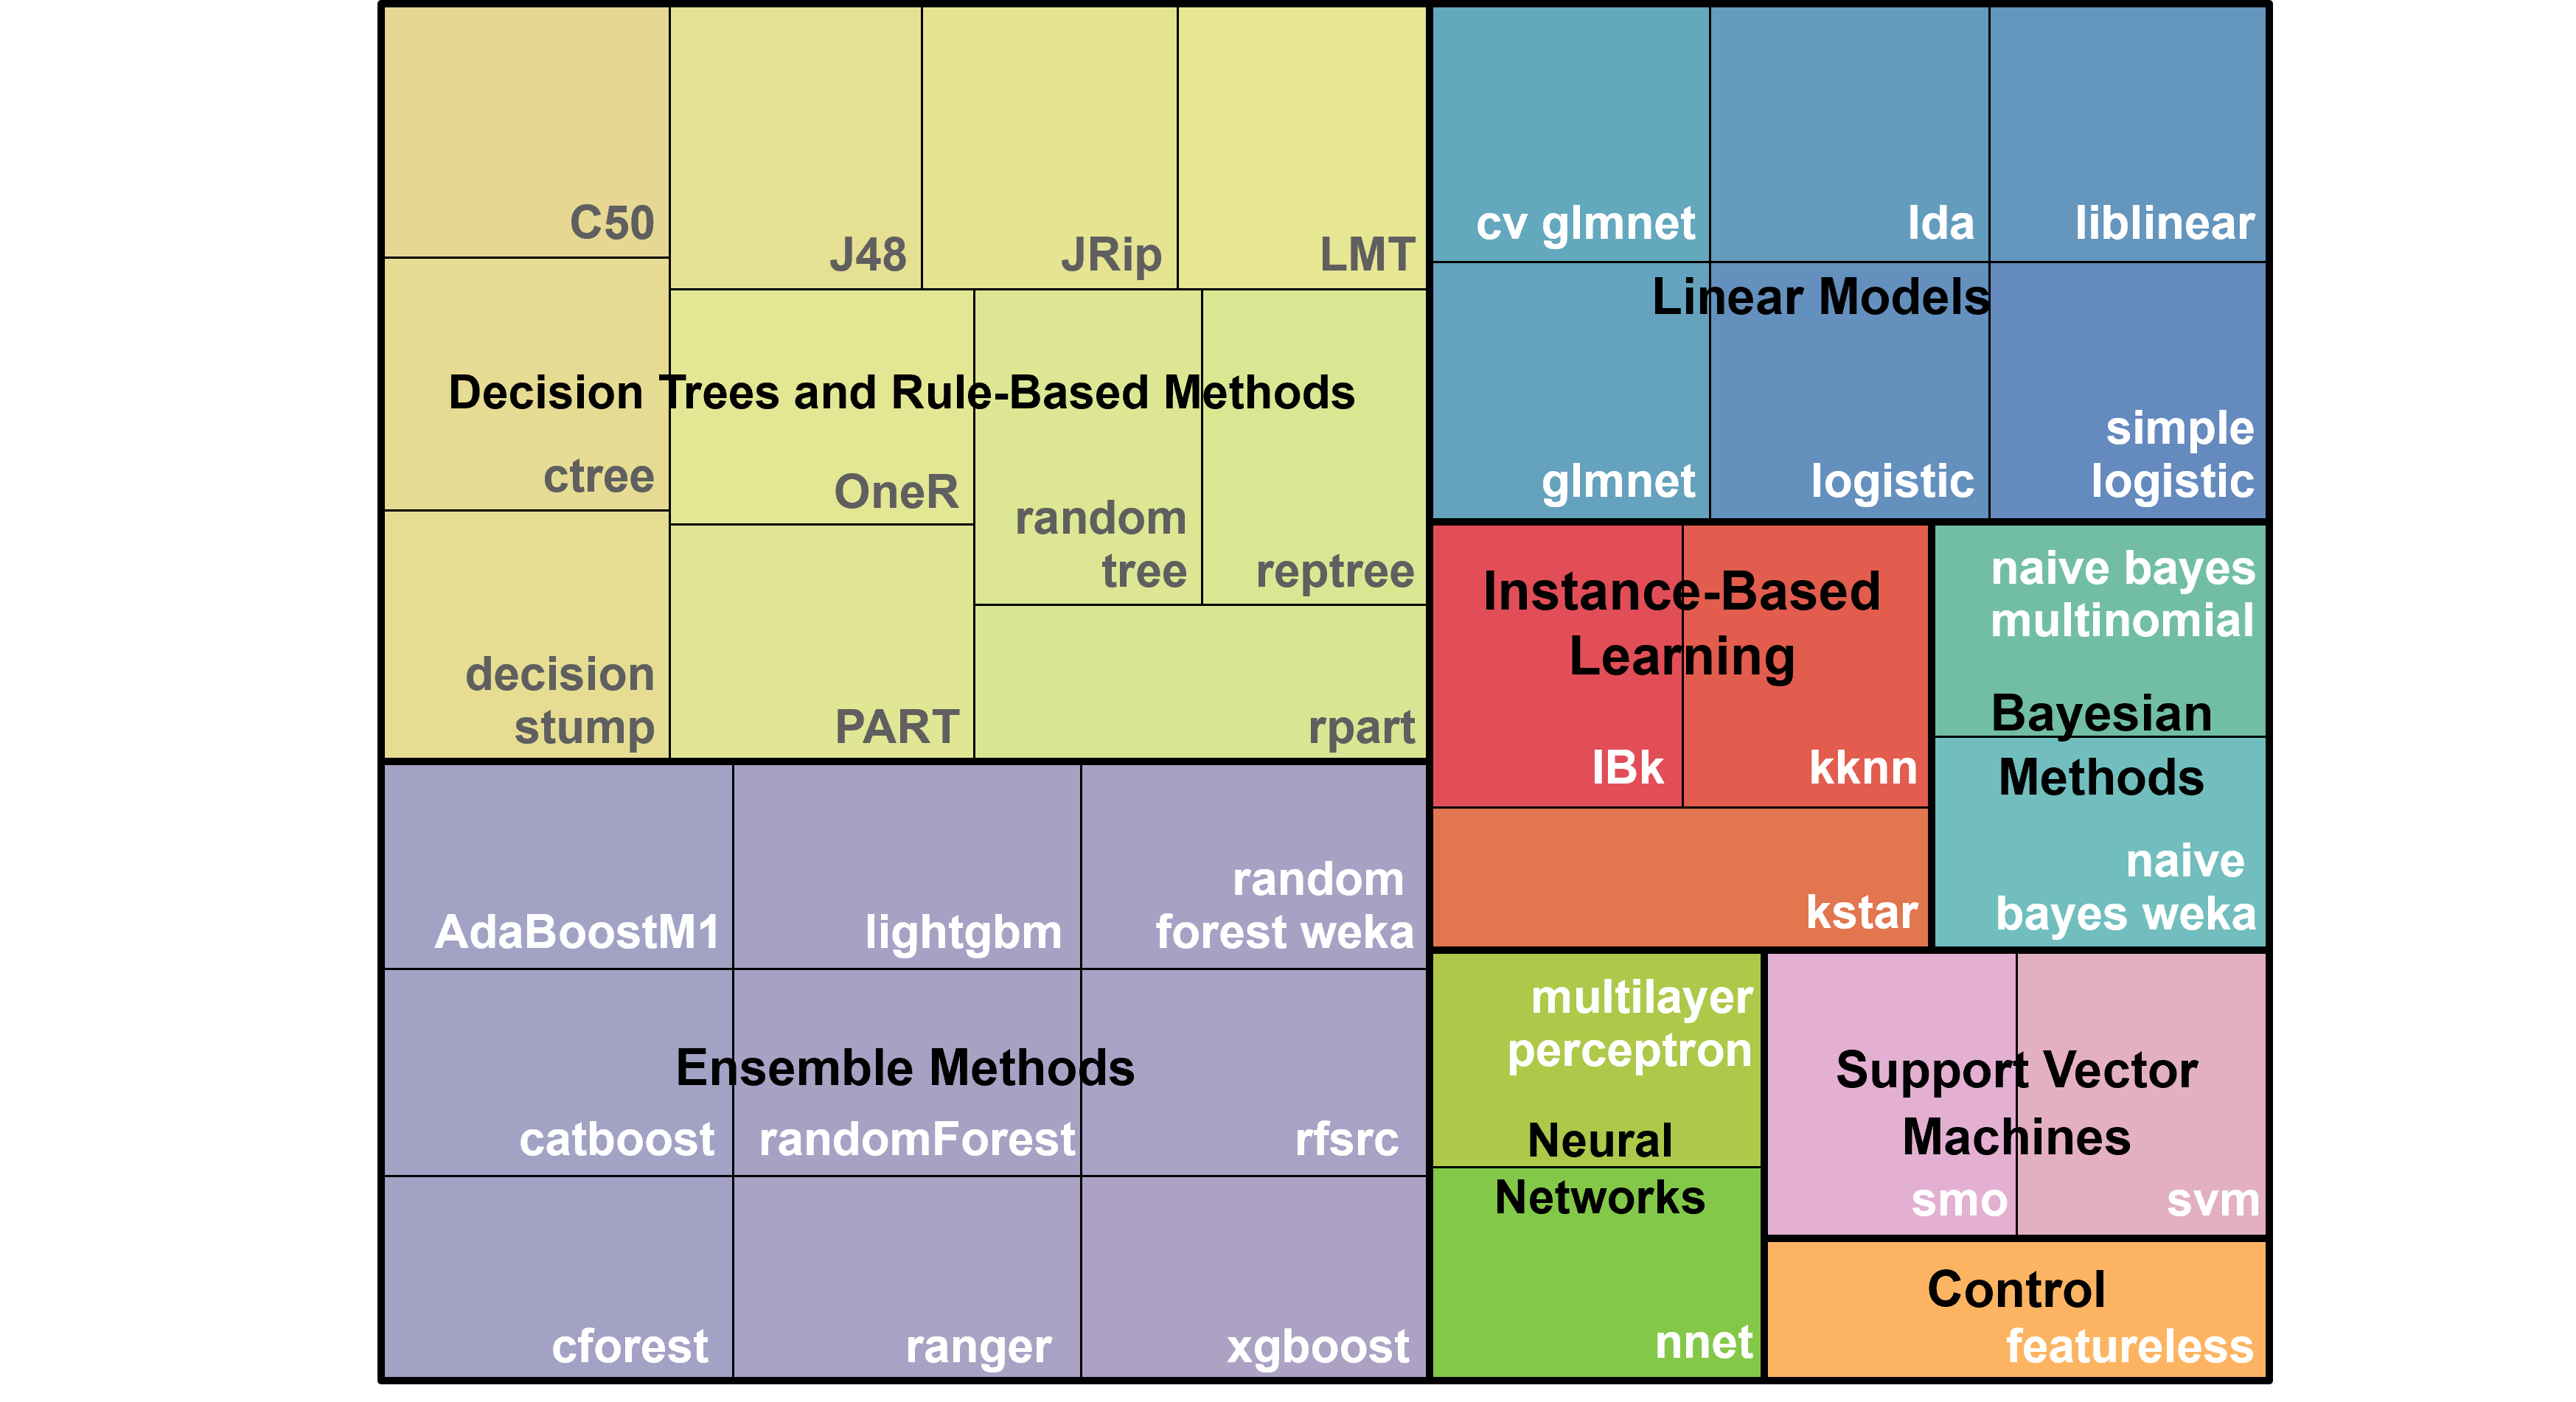 C50
J48
JRip
LMT
Decision Trees and Rule-Based Methods
ctree
OneR
random
tree
reptree
decision
stump
PART
rpart
cv glmnet
lda
liblinear
Linear Models
glmnet
logistic
simple
logistic
Instance-Based
Learning
IBk
kknn
kstar
naive bayes
multinomial
Bayesian
Methods
naive
bayes weka
AdaBoostM1
lightgbm
random
forest weka
Ensemble Methods
catboost
randomForest
rfsrc
cforest
ranger
xgboost
multilayer
perceptron
Neural
Networks
nnet
Support Vector
Machines
smo
svm
Control
featureless